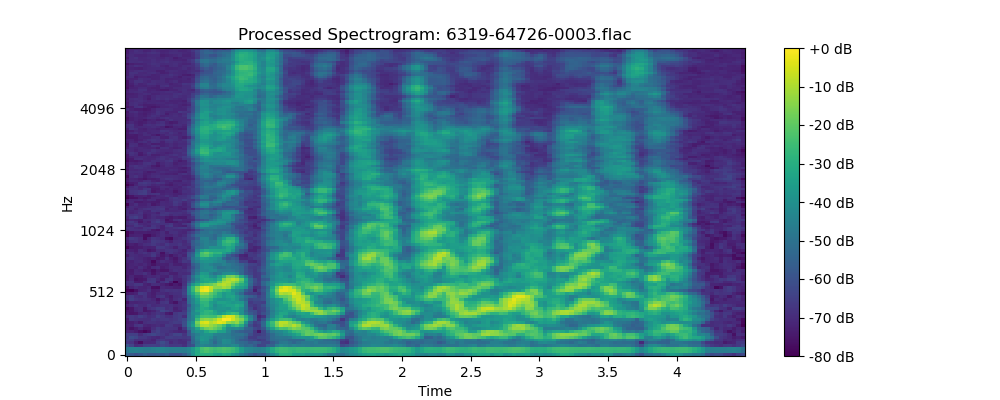 Processed Spectrogram: 6319-64726-0003.flac
Hz
4096
2048
1024
512
0
0 0.5 1 1.5 2 2.5 3 3.5 4
Time
+0 dB
-10 dB
-20 dB
-30 dB
-40 dB
-50 dB
-60 dB
-70 dB
-80 dB